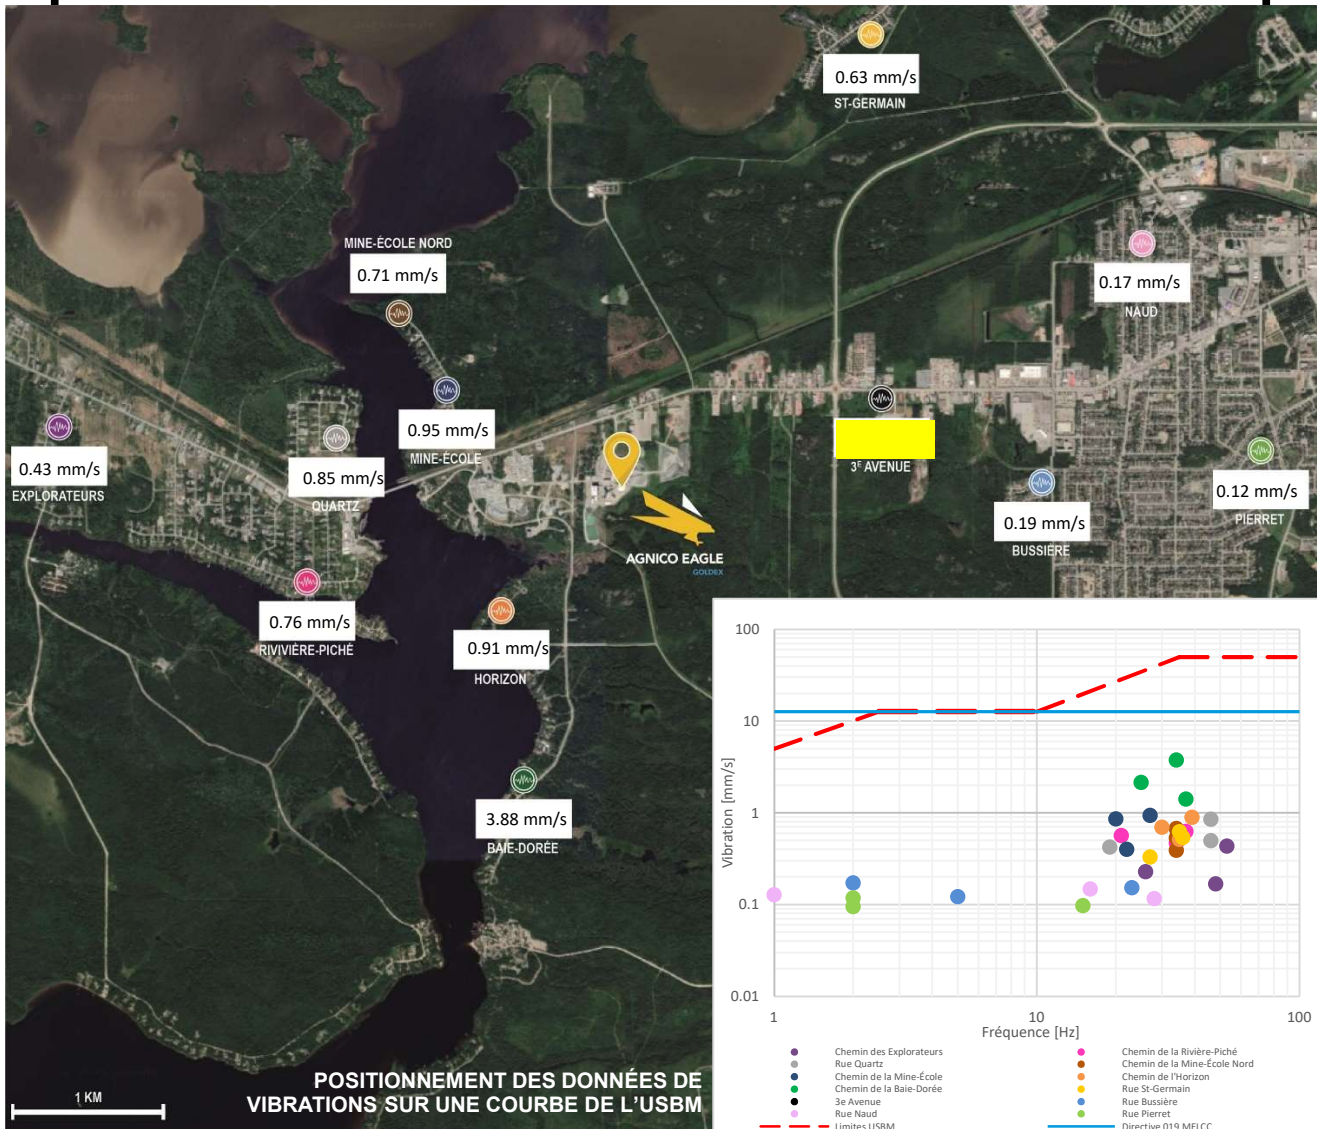 0.63 mm/s
ST-GERMAIN
MINE-ÉCOLE NORD
0.71 mm/s
0.17 mm/s
NAUD
0.95 mm/s
MINE-ÉCOLE
0.43 mm/s
EXPLORATEURS
0.85 mm/s
QUARTZ
3E AVENUE
0.12 mm/s
PIERRET
0.19 mm/s
BUSSIÈRE
AGNICO EAGLE
GOLDEX
0.76 mm/s
RIVIVIÈRE-PICHÉ
0.91 mm/s
HORIZON
3.88 mm/s
BAIE-DORÉE
POSITIONNEMENT DES DONNÉES DE
VIBRATIONS SUR UNE COURBE DE L'USBM
1 KM
100
10
1
0.1
0.01
Vibration [mm/s]
1
10
100
Fréquence [Hz]
Chemin des Explorateurs
Chemin de la Rivière-Piché
Rue Quartz
Chemin de la Mine-École Nord
Chemin de la Mine-École
Chemin de l'Horizon
Chemin de la Baie-Dorée
Rue St-Germain
3e Avenue
Rue Bussière
Rue Naud
Rue Pierret
Limites USBM
Directive 019 MELCC